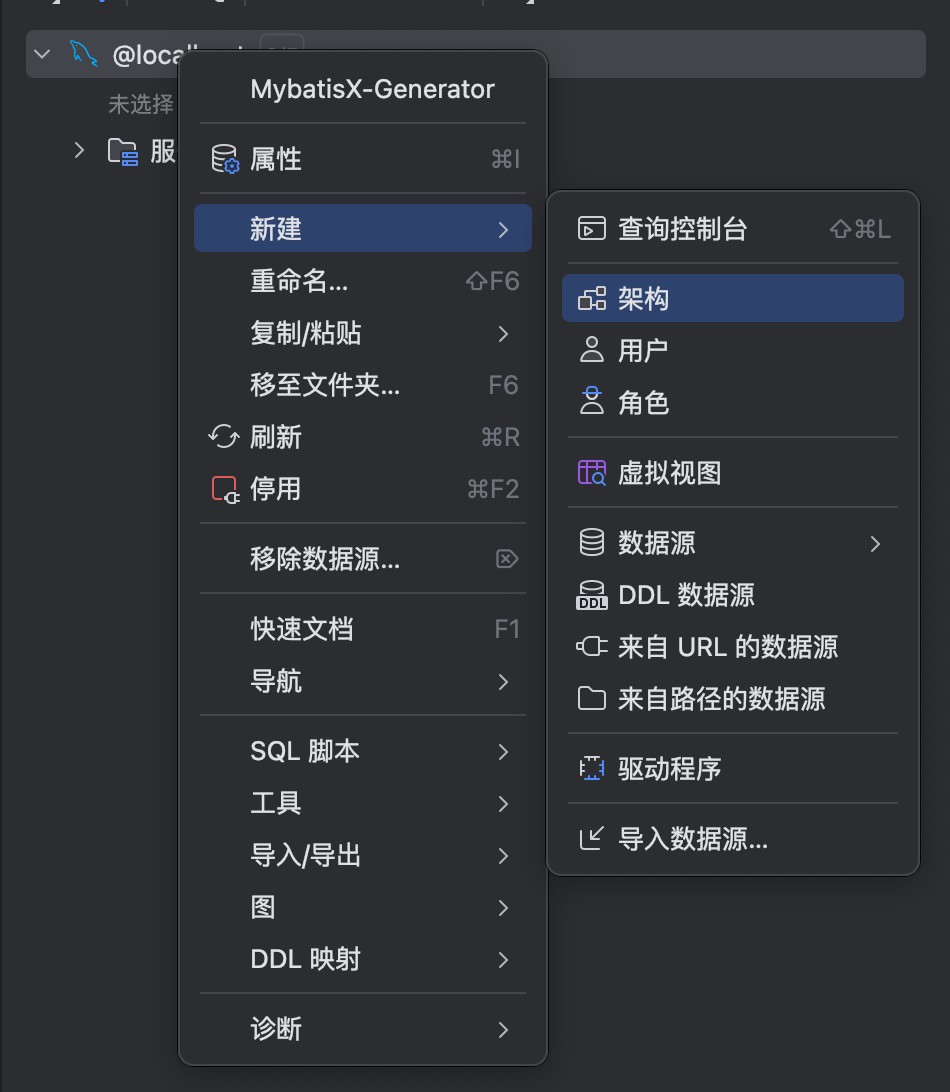 @local
未选择
服
MybatisX-Generator
属性 ⌘I
新建
重命名... ⇧F6
复制/粘贴
移至文件夹... F6
刷新 ⌘R
停用 ⌘F2
移除数据源... ⌦
快速文档 F1
导航
SQL 脚本
工具
导入/导出
图
DDL 映射
诊断
查询控制台 ⇧⌘L
架构
用户
角色
虚拟视图
数据源
DDL DDL 数据源
来自 URL 的数据源
来自路径的数据源
驱动程序
导入数据源...